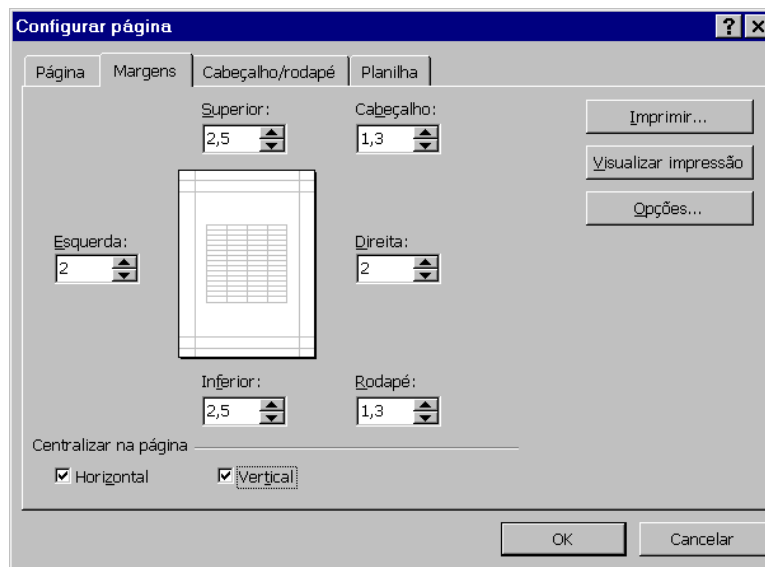 Configurar página
Página Margens Cabeçalho/rodapé Planilha
Superior: Cabeçalho:
2,5 1,3
Imprimir...
Visualizar impressão
Opções...
Esquerda: Direita:
2 2
Inferior: Rodapé:
2,5 1,3
Centralizar na página
Horizontal Vertical
OK Cancelar